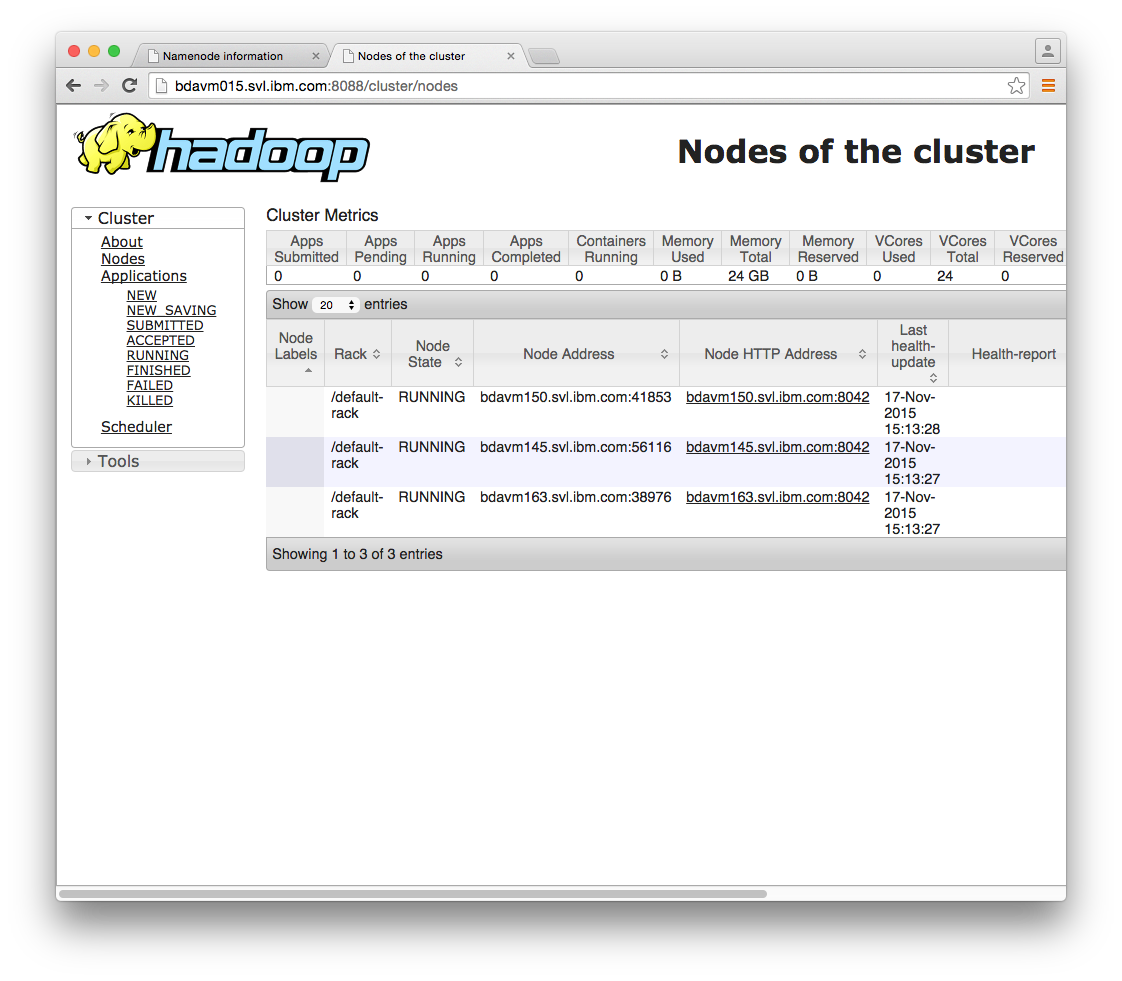 Namenode information
Nodes of the cluster
bdavm015.svl.ibm.com:8088/cluster/nodes
hadoop
Nodes of the cluster
Cluster
About
Nodes
Applications
NEW
NEW_SAVING
SUBMITTED
ACCEPTED
RUNNING
FINISHED
FAILED
KILLED
Scheduler
Tools
Cluster Metrics
Apps Submitted Apps Pending Apps Running Apps Completed Containers Running Memory Used Memory Total Memory Reserved VCores Used VCores Total VCores Reserved
0 0 0 0 0 0 B 24 GB 0 B 0 24 0
Show 20 entries
Node Labels Rack Node State Node Address Node HTTP Address Last health-update Health-report
/default- RUNNING bdavm150.svl.ibm.com:41853 bdavm150.svl.ibm.com:8042 17-Nov-
rack 2015
15:13:28
/default- RUNNING bdavm145.svl.ibm.com:56116 bdavm145.svl.ibm.com:8042 17-Nov-
rack 2015
15:13:27
/default- RUNNING bdavm163.svl.ibm.com:38976 bdavm163.svl.ibm.com:8042 17-Nov-
rack 2015
15:13:27
Showing 1 to 3 of 3 entries